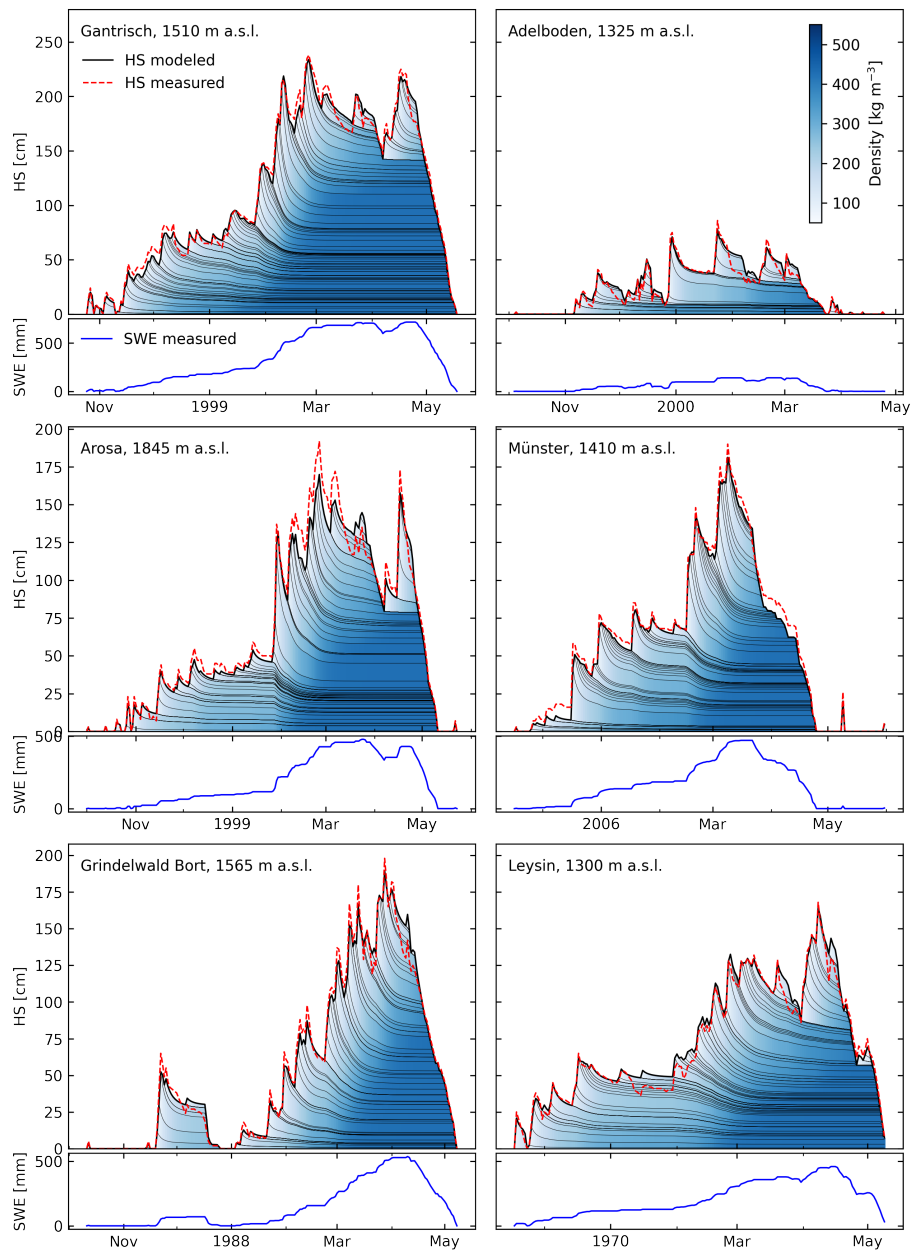 Gantrisch, 1510 m a.s.l.
HS modeled
HS measured
HS [cm]
250
200
150
100
50
0
SWE measured
SWE [mm]
500
0
Nov
1999
Mar
May
Adelboden, 1325 m a.s.l.
500
400
300
200
100
Density [kg m⁻³]
Nov
2000
Mar
May
Arosa, 1845 m a.s.l.
HS [cm]
200
175
150
125
100
75
50
25
0
SWE [mm]
500
0
Nov
1999
Mar
May
Münster, 1410 m a.s.l.
2006
Mar
May
Grindelwald Bort, 1565 m a.s.l.
HS [cm]
200
175
150
125
100
75
50
25
0
SWE [mm]
500
0
Nov
1988
Mar
May
Leysin, 1300 m a.s.l.
1970
Mar
May